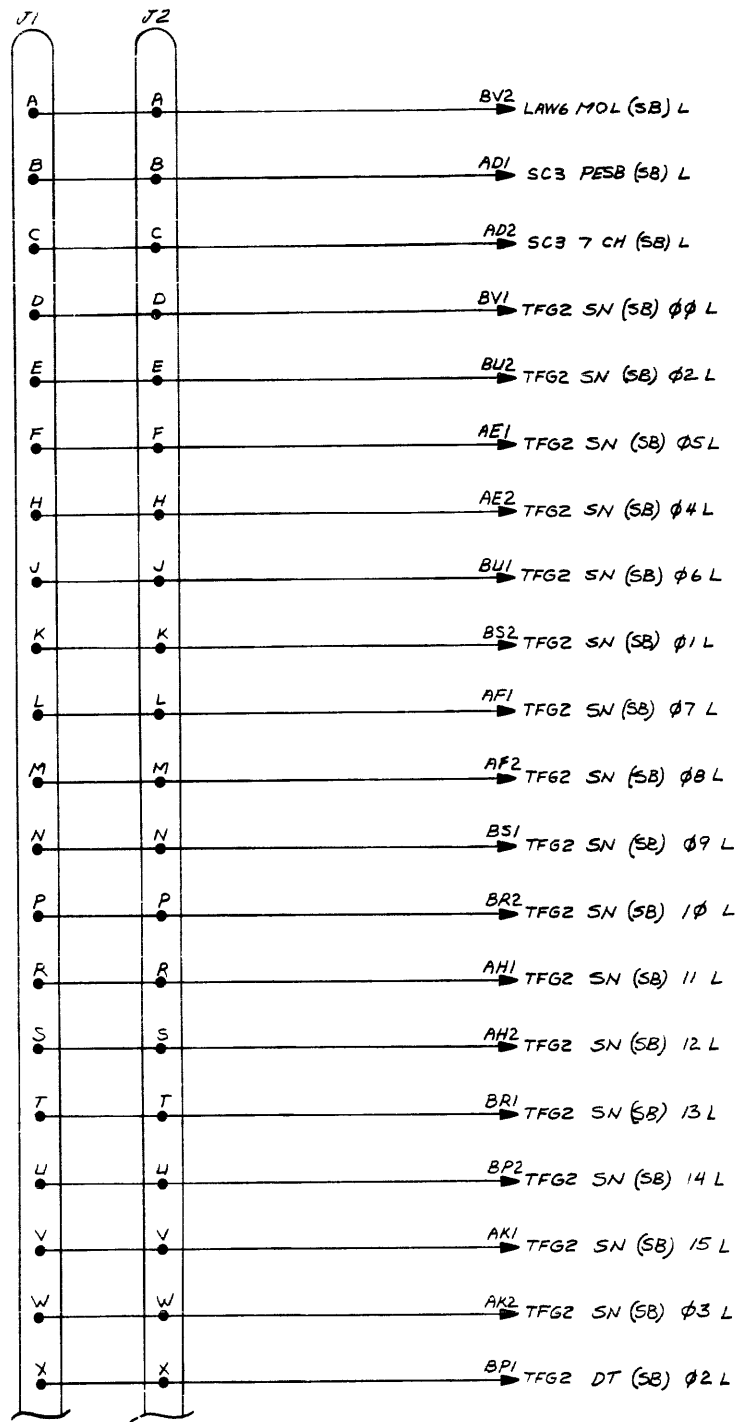 J1 J2
A A BV2 LAW6 MOL (SB) L
B B AD1 SC3 PESB (SB) L
C C AD2 SC3 7 CH (SB) L
D D BV1 TFG2 SN (SB) ØØ L
E E BU2 TFG2 SN (SB) Ø2 L
F F AE1 TFG2 SN (SB) Ø5 L
H H AE2 TFG2 SN (SB) Ø4 L
J J BU1 TFG2 SN (SB) Ø6 L
K K BS2 TFG2 SN (SB) Ø1 L
L L AF1 TFG2 SN (SB) Ø7 L
M M AF2 TFG2 SN (SB) Ø8 L
N N BS1 TFG2 SN (SB) Ø9 L
P P BR2 TFG2 SN (SB) 1Ø L
R R AH1 TFG2 SN (SB) 11 L
S S AH2 TFG2 SN (SB) 12 L
T T BR1 TFG2 SN (SB) 13 L
U U BP2 TFG2 SN (SB) 14 L
V V AK1 TFG2 SN (SB) 15 L
W W AK2 TFG2 SN (SB) Ø3 L
X X BP1 TFG2 DT (SB) Ø2 L